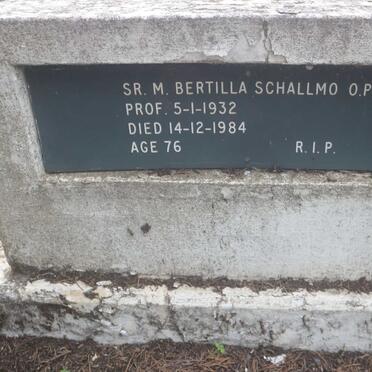 SR. M. BERTILLA SCHALLMO O.P
PROF. 5-1-1932
DIED 14-12-1984
AGE 76 R.I.P.